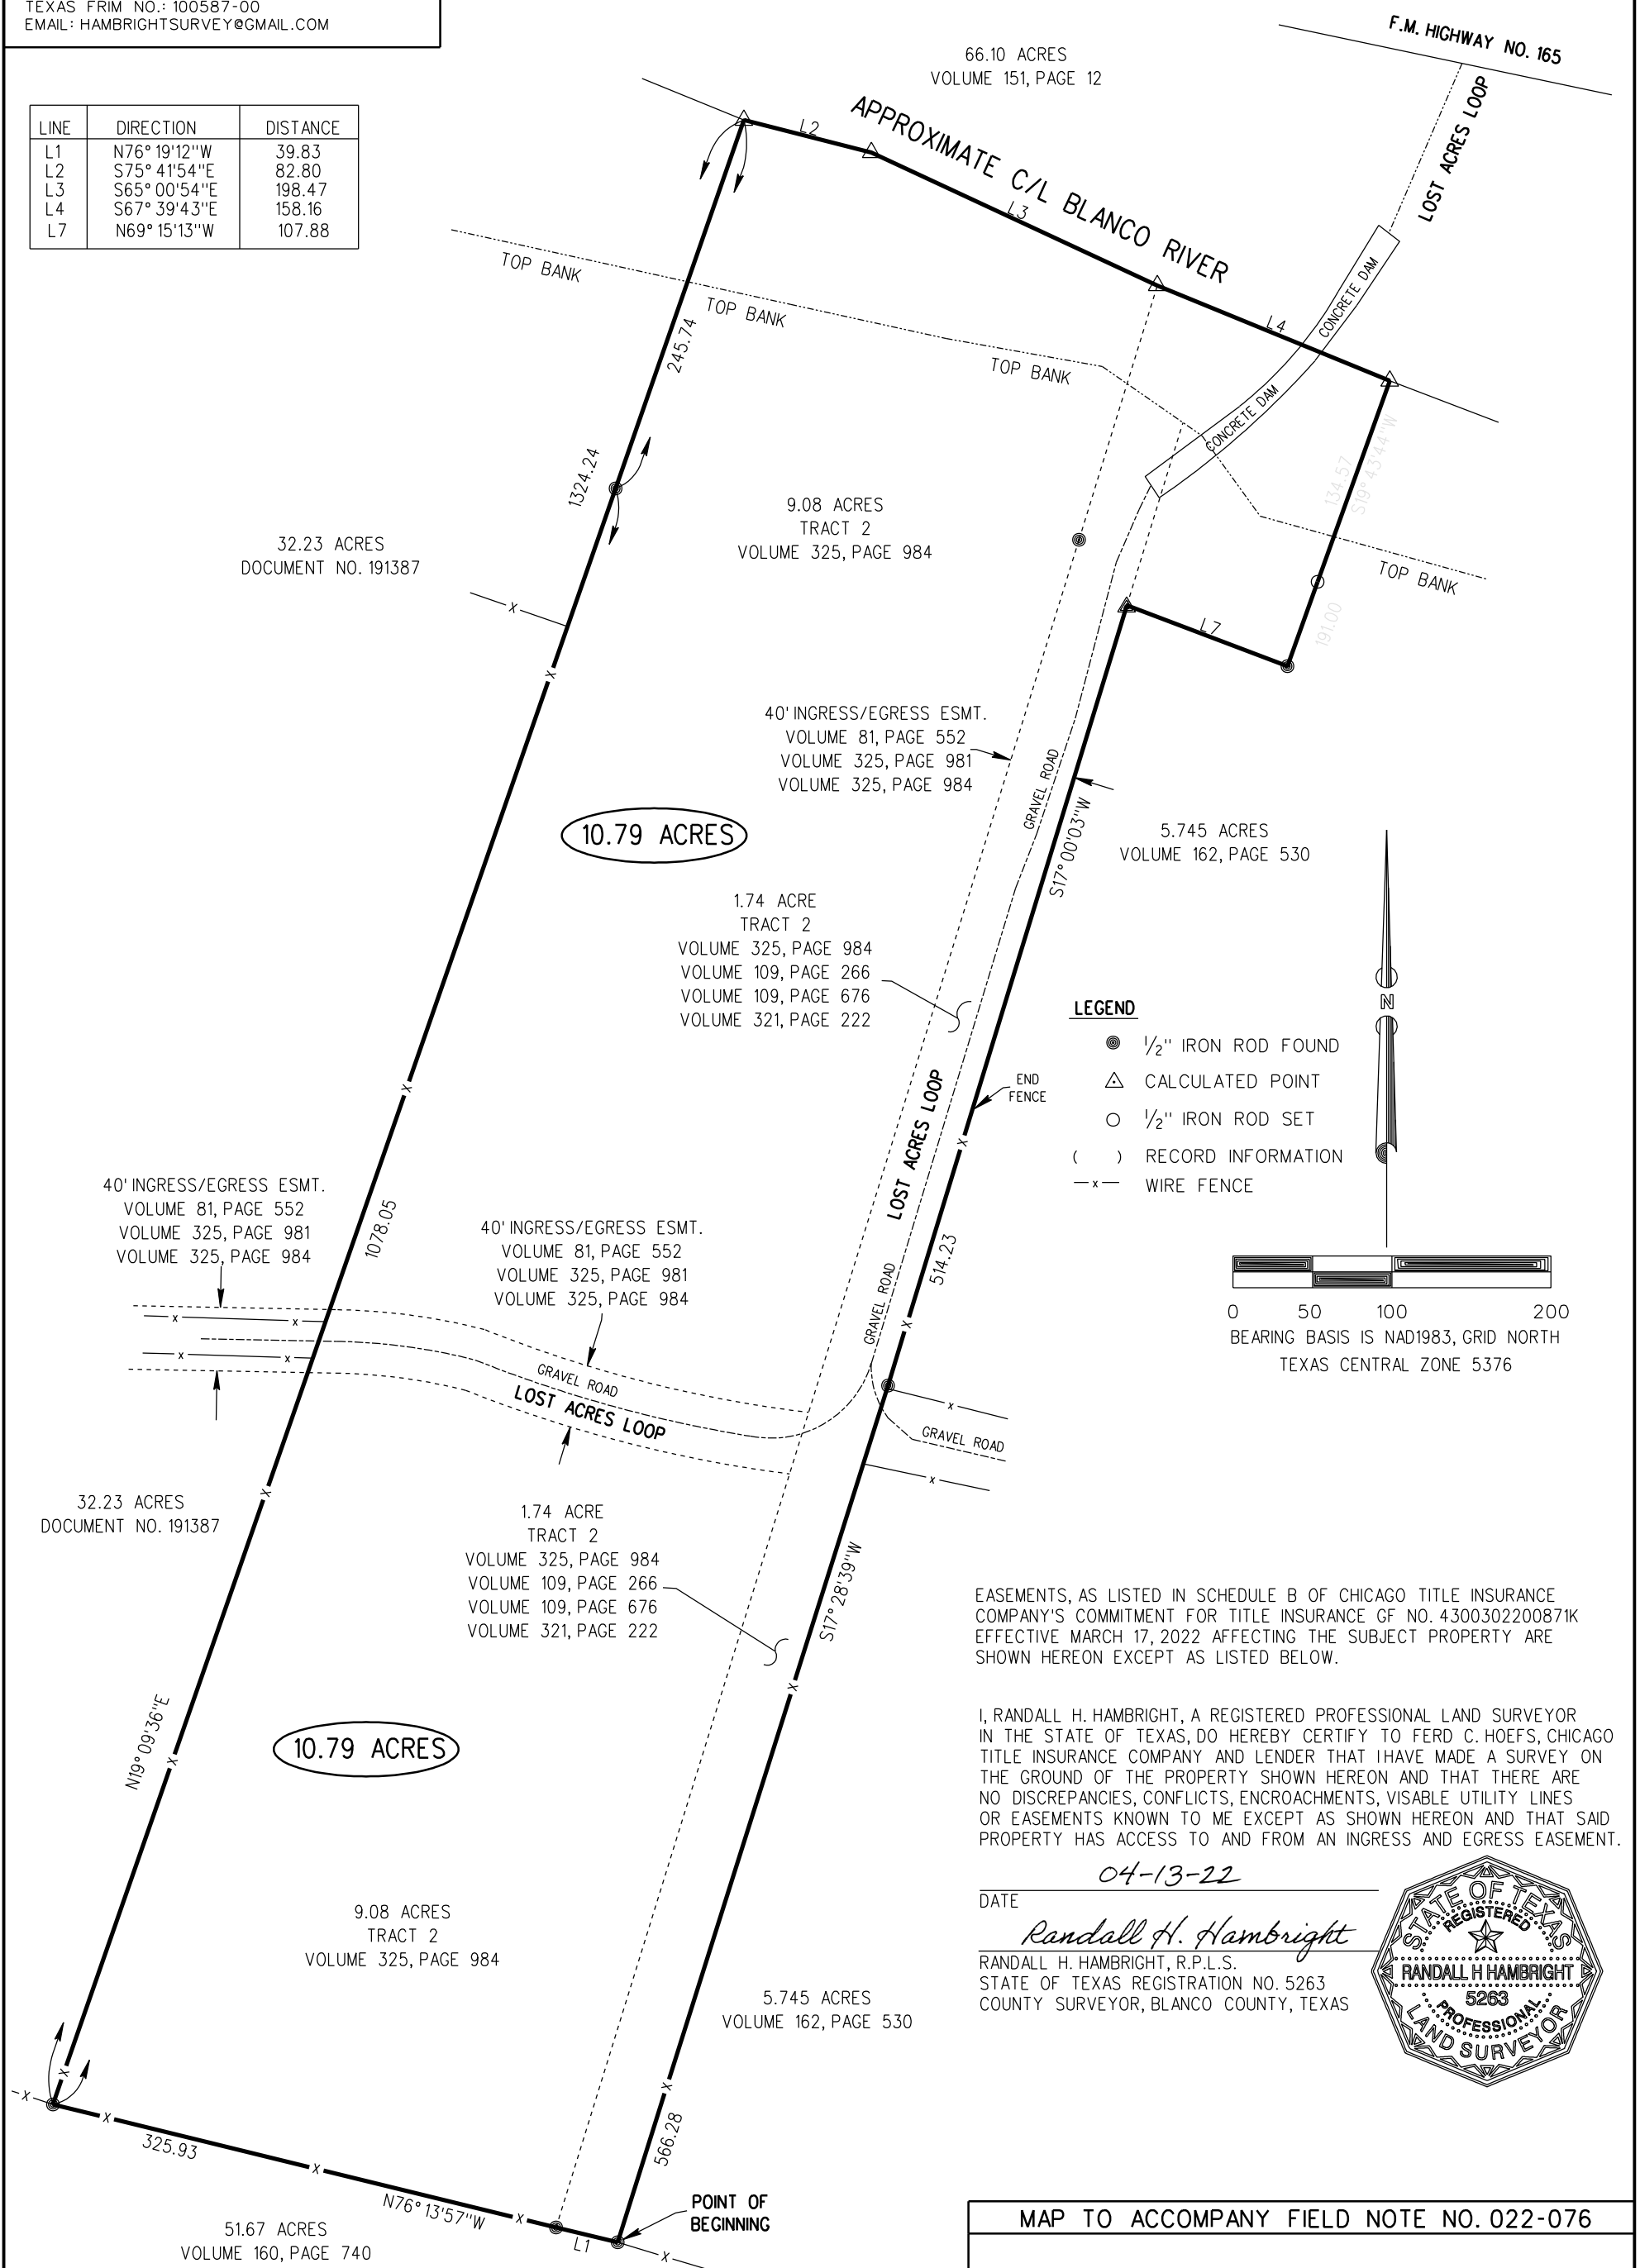 TEXAS FRIM NO.: 100587-00
EMAIL: HAMBRIGHTSURVEY@GMAIL.COM
LINE DIRECTION DISTANCE
L1 N76°19'12"W 39.83
L2 S75°41'54"E 82.80
L3 S65°00'54"E 198.47
L4 S67°39'43"E 158.16
L7 N69°15'13"W 107.88
66.10 ACRES
VOLUME 151, PAGE 12
F.M. HIGHWAY NO. 165
LOST ACRES LOOP
APPROXIMATE C/L BLANCO RIVER
L2
L3
L4
CONCRETE DAM
CONCRETE DAM
TOP BANK
TOP BANK
TOP BANK
TOP BANK
245.74
1324.24
134.57
S19°43'44"W
191.00
L7
9.08 ACRES
TRACT 2
VOLUME 325, PAGE 984
32.23 ACRES
DOCUMENT NO. 191387
X
X
40' INGRESS/EGRESS ESMT.
VOLUME 81, PAGE 552
VOLUME 325, PAGE 981
VOLUME 325, PAGE 984
GRAVEL ROAD
S17°00'03"W
10.79 ACRES
5.745 ACRES
VOLUME 162, PAGE 530
1.74 ACRE
TRACT 2
VOLUME 325, PAGE 984
VOLUME 109, PAGE 266
VOLUME 109, PAGE 676
VOLUME 321, PAGE 222
N
LEGEND
1/2" IRON ROD FOUND
CALCULATED POINT
1/2" IRON ROD SET
( ) RECORD INFORMATION
—x— WIRE FENCE
END
FENCE
X
X
LOST ACRES LOOP
40' INGRESS/EGRESS ESMT.
VOLUME 81, PAGE 552
VOLUME 325, PAGE 981
VOLUME 325, PAGE 984
1078.05
40' INGRESS/EGRESS ESMT.
VOLUME 81, PAGE 552
VOLUME 325, PAGE 981
VOLUME 325, PAGE 984
514.23
GRAVEL ROAD
X
x x
x x
0 50 100 200
BEARING BASIS IS NAD1983, GRID NORTH
TEXAS CENTRAL ZONE 5376
GRAVEL ROAD
LOST ACRES LOOP
x
GRAVEL ROAD
x
X
32.23 ACRES
DOCUMENT NO. 191387
1.74 ACRE
TRACT 2
VOLUME 325, PAGE 984
VOLUME 109, PAGE 266
VOLUME 109, PAGE 676
VOLUME 321, PAGE 222
S17°28'39"W
X
EASEMENTS, AS LISTED IN SCHEDULE B OF CHICAGO TITLE INSURANCE
COMPANY'S COMMITMENT FOR TITLE INSURANCE GF NO. 4300302200871K
EFFECTIVE MARCH 17, 2022 AFFECTING THE SUBJECT PROPERTY ARE
SHOWN HEREON EXCEPT AS LISTED BELOW.
N19°09'36"E
X
10.79 ACRES
I, RANDALL H. HAMBRIGHT, A REGISTERED PROFESSIONAL LAND SURVEYOR
IN THE STATE OF TEXAS, DO HEREBY CERTIFY TO FERD C. HOEFS, CHICAGO
TITLE INSURANCE COMPANY AND LENDER THAT I HAVE MADE A SURVEY ON
THE GROUND OF THE PROPERTY SHOWN HEREON AND THAT THERE ARE
NO DISCREPANCIES, CONFLICTS, ENCROACHMENTS, VISABLE UTILITY LINES
OR EASEMENTS KNOWN TO ME EXCEPT AS SHOWN HEREON AND THAT SAID
PROPERTY HAS ACCESS TO AND FROM AN INGRESS AND EGRESS EASEMENT.
04-13-22
DATE
Randall H. Hambright
RANDALL H. HAMBRIGHT, R.P.L.S.
STATE OF TEXAS REGISTRATION NO. 5263
COUNTY SURVEYOR, BLANCO COUNTY, TEXAS
STATE OF TEXAS
REGISTERED
RANDALL H HAMBRIGHT
5263
PROFESSIONAL
LAND SURVEYOR
9.08 ACRES
TRACT 2
VOLUME 325, PAGE 984
5.745 ACRES
VOLUME 162, PAGE 530
X
X
X
X
325.93
X
566.28
N76°13'57"W
X
L1
X
POINT OF
BEGINNING
51.67 ACRES
VOLUME 160, PAGE 740
MAP TO ACCOMPANY FIELD NOTE NO. 022-076